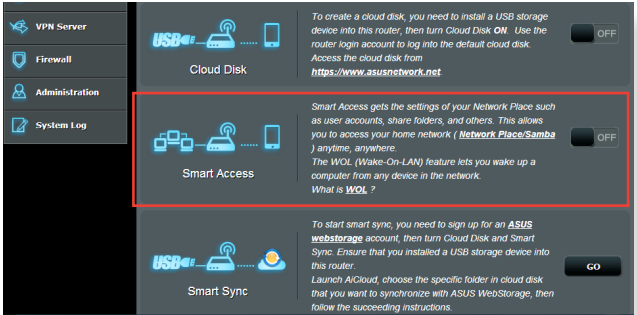 VPN Server
Firewall
Administration
System Log
USB
Cloud Disk
To create a cloud disk, you need to install a USB storage
device into this router, then turn Cloud Disk ON. Use the
router login account to log into the default cloud disk.
Access the cloud disk from
https://www.asusnetwork.net.
OFF
Smart Access
Smart Access gets the settings of your Network Place such
as user accounts, share folders, and others. This allows
you to access your home network ( Network Place/Samba
) anytime, anywhere.
The WOL (Wake-On-LAN) feature lets you wake up a
computer from any device in the network.
What is WOL ?
OFF
USB
Smart Sync
To start smart sync, you need to sign up for an ASUS
webstorage account, then turn Cloud Disk and Smart
Sync. Ensure that you installed a USB storage device into
this router.
Launch AiCloud, choose the specific folder in cloud disk
that you want to synchronize with ASUS WebStorage, then
follow the succeeding instructions.
GO